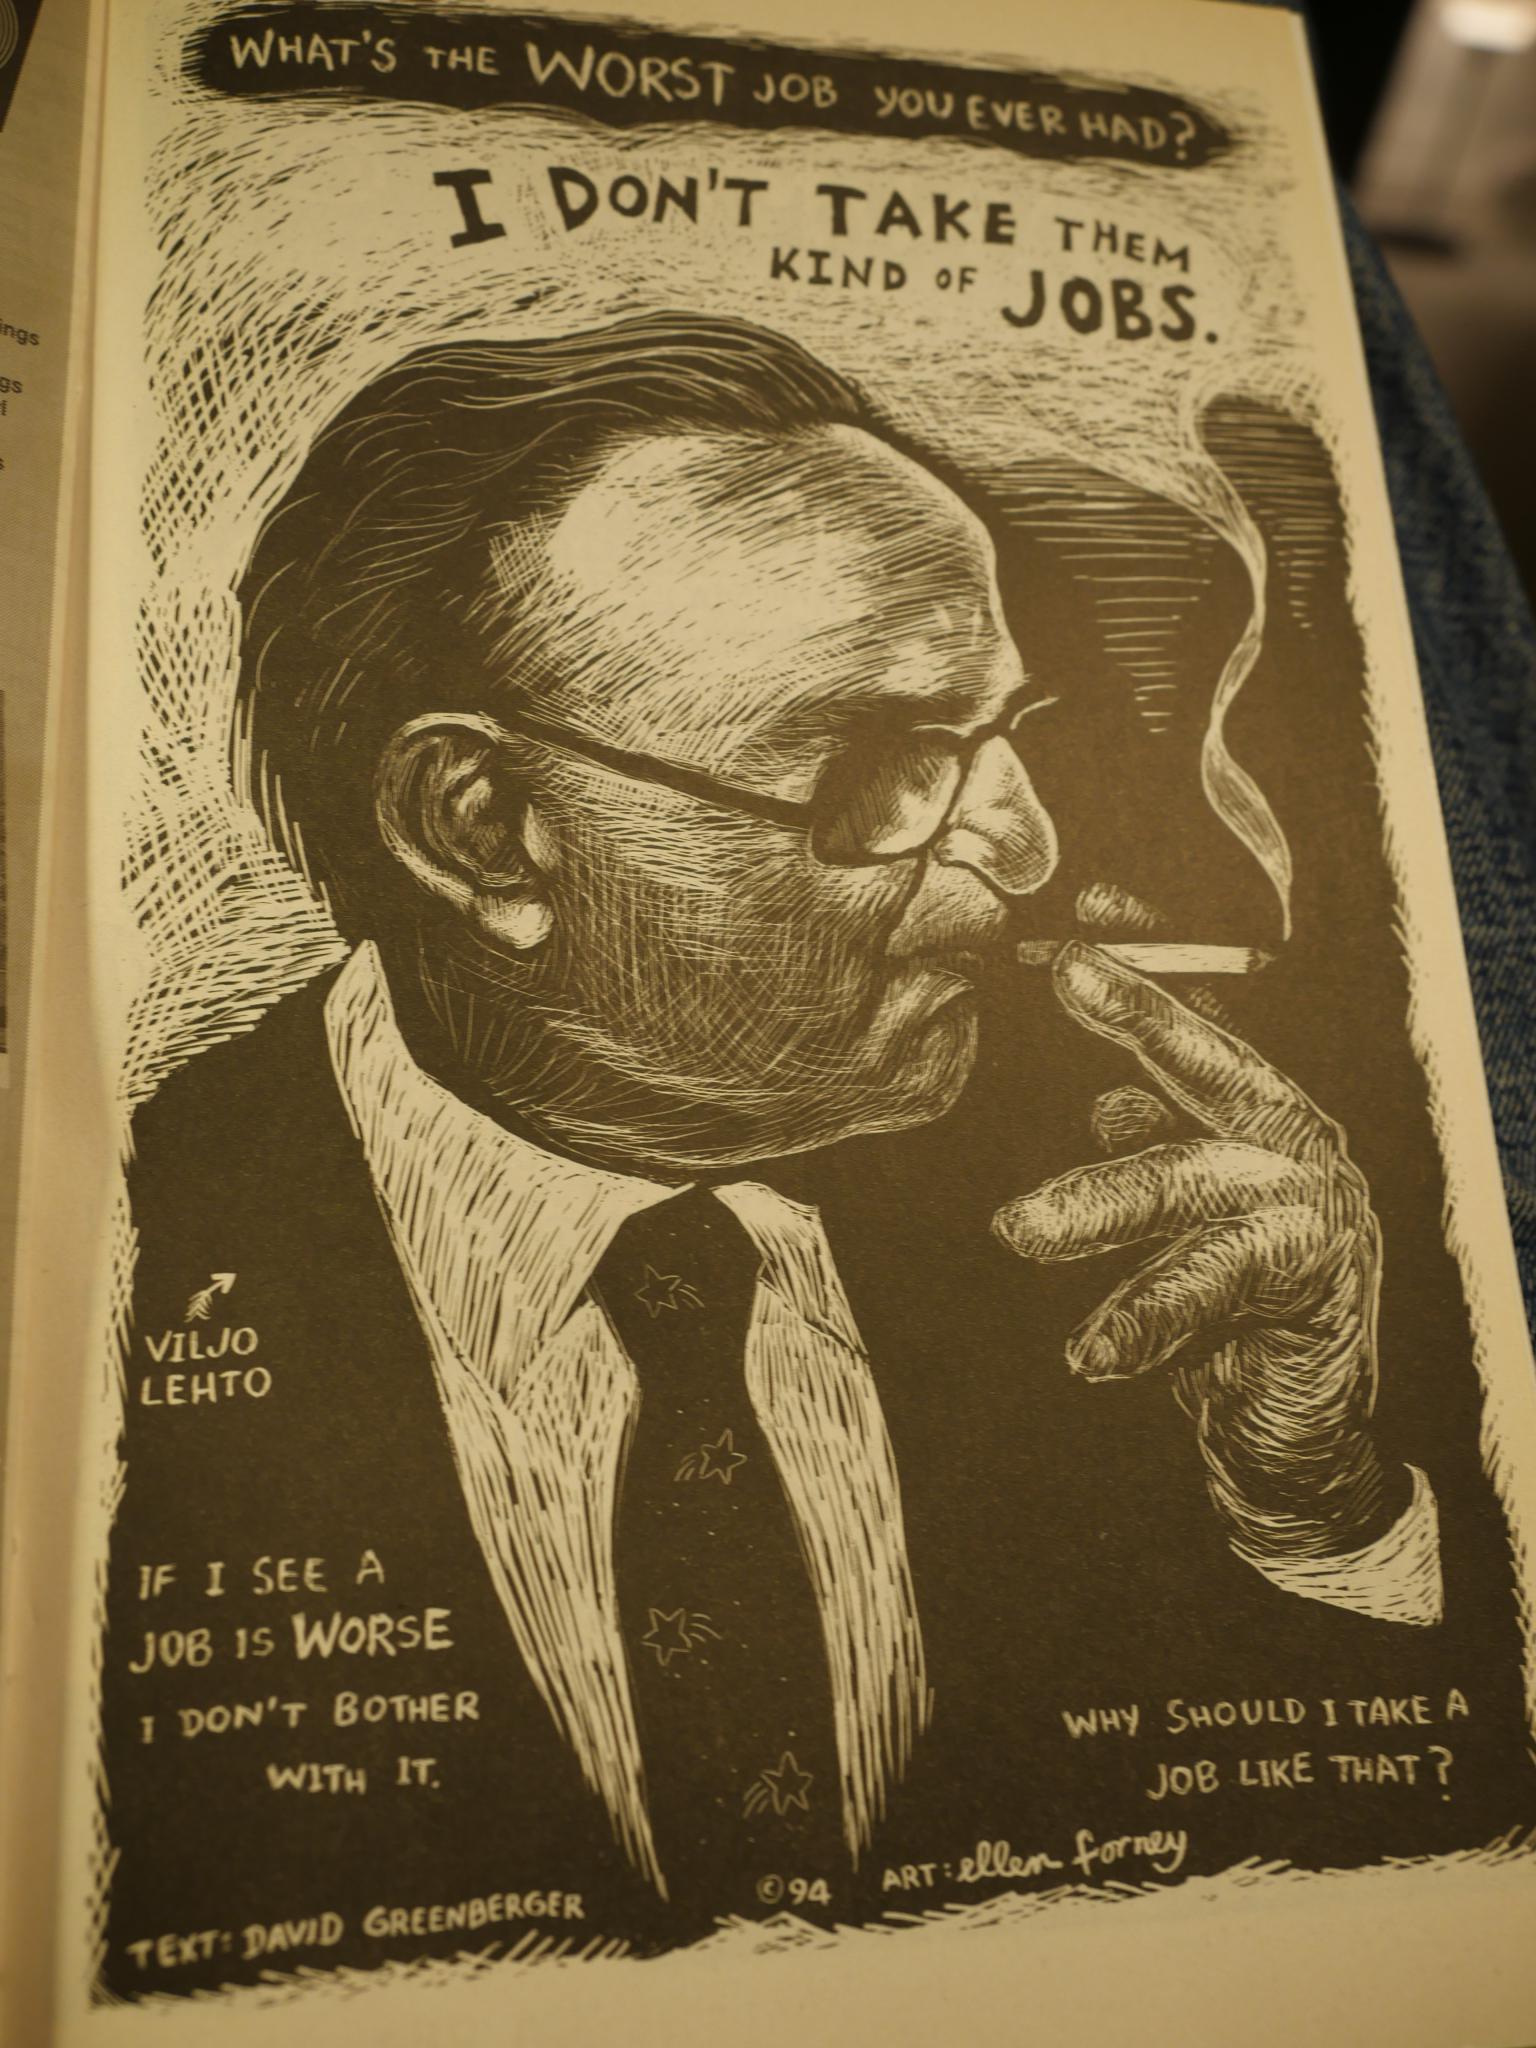 WHAT'S THE WORST JOB YOU EVER HAD?
I DON'T TAKE THEM
KIND OF JOBS.
VILJO
LEHTO
IF I SEE A
JOB IS WORSE
I DON'T BOTHER
WITH IT.
WHY SHOULD I TAKE A
JOB LIKE THAT?
TEXT: DAVID GREENBERGER
©94 ART: ellen forney